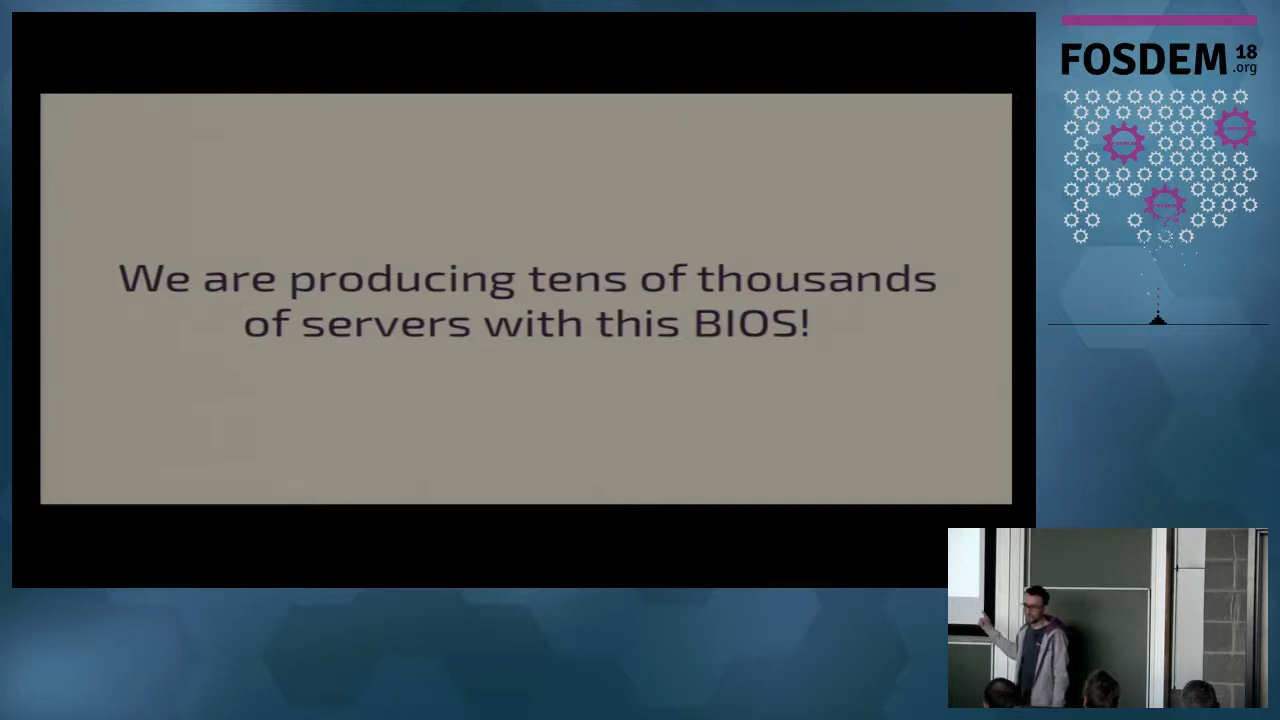 We are producing tens of thousands
of servers with this BIOS!
FOSDEM 18
.org